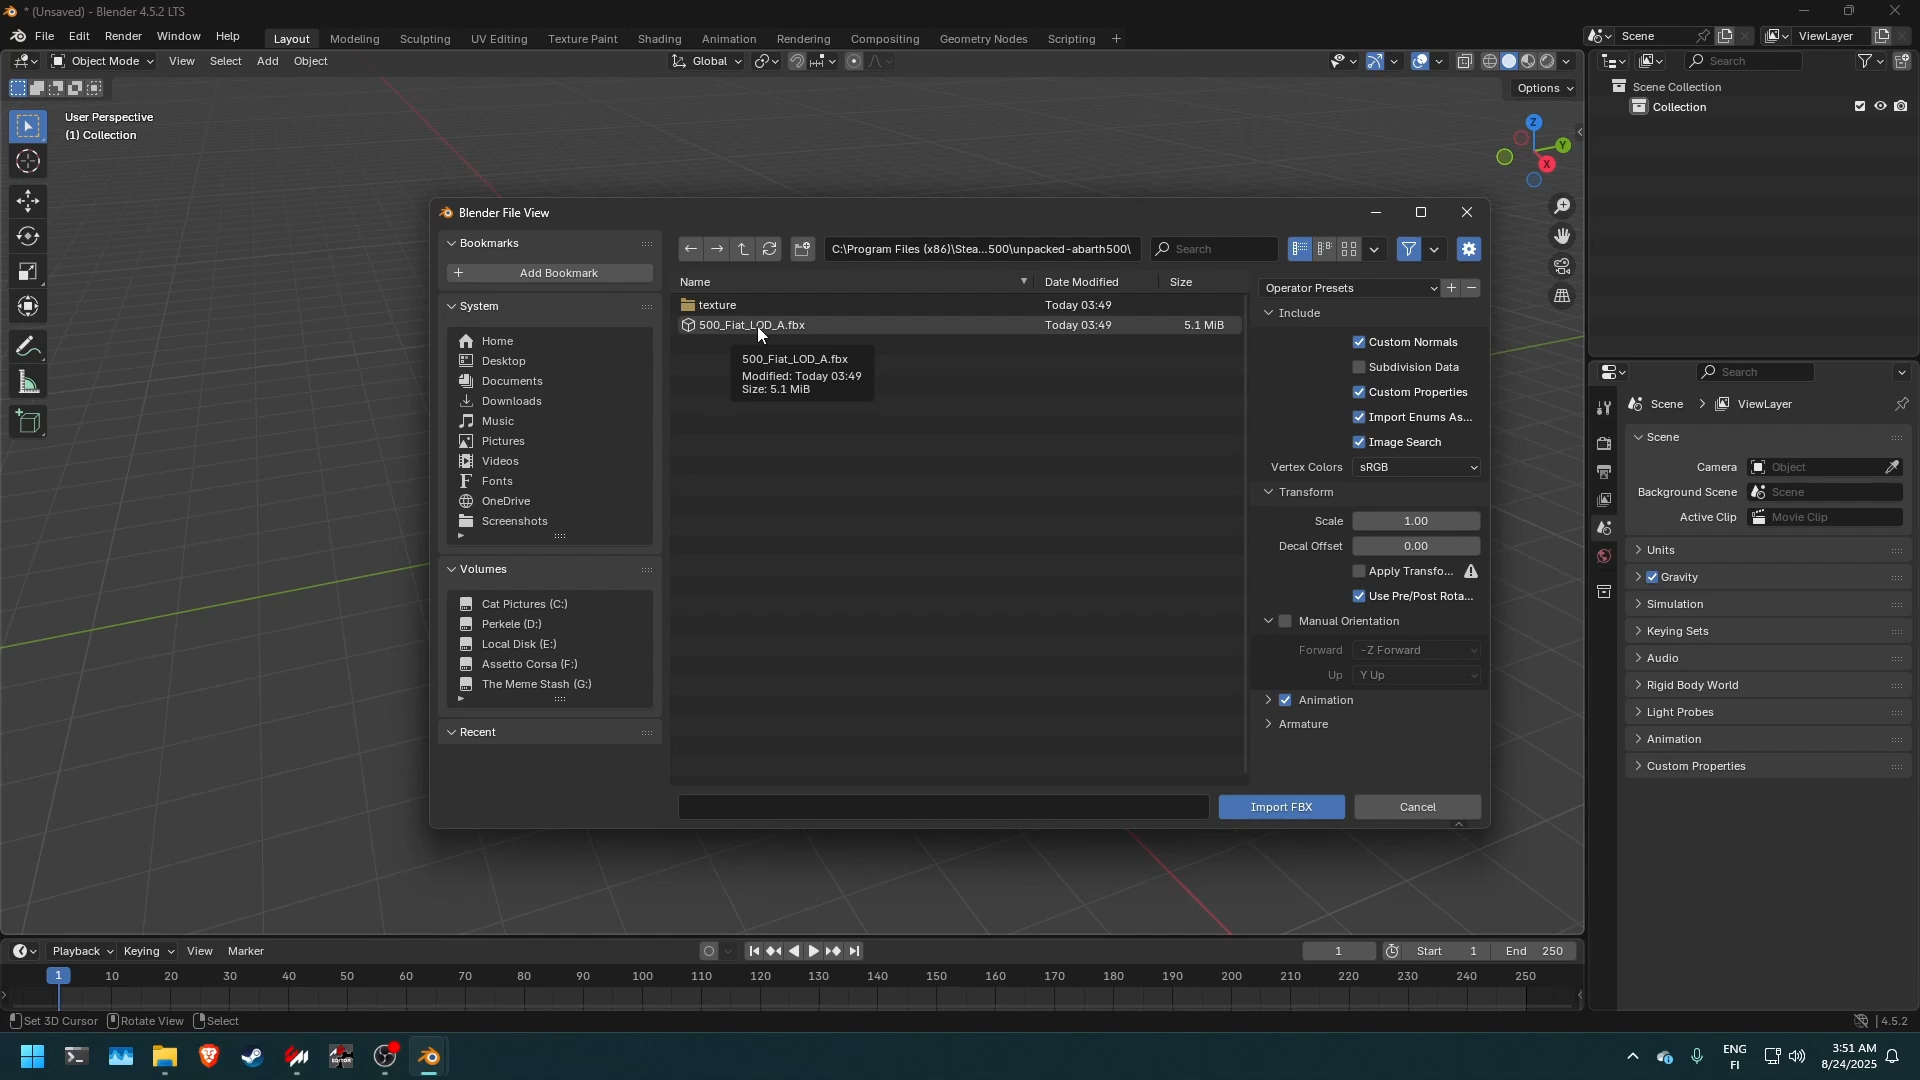 * (Unsaved) - Blender 4.5.2 LTS
File Edit Render Window Help Layout Modeling Sculpting UV Editing Texture Paint Shading Animation Rendering Compositing Geometry Nodes Scripting + Scene ViewLayer
Object Mode View Select Add Object Global Search
Options
User Perspective
(1) Collection
Scene Collection
Collection
Z
Y
X
Blender File View
Bookmarks
Add Bookmark
System
Home
Desktop
Documents
Downloads
Music
Pictures
Videos
Fonts
OneDrive
Screenshots
Volumes
Cat Pictures (C:)
Perkele (D:)
Local Disk (E:)
Assetto Corsa (F:)
The Meme Stash (G:)
Recent
C:\Program Files (x86)\Stea...500\unpacked-abarth500\ Search
Name Date Modified Size
texture Today 03:49
500_Fiat_LOD_A.fbx Today 03:49 5.1 MiB
500_Fiat_LOD_A.fbx
Modified: Today 03:49
Size: 5.1 MiB
Operator Presets
Include
Custom Normals
Subdivision Data
Custom Properties
Import Enums As...
Image Search
Vertex Colors sRGB
Transform
Scale 1.00
Decal Offset 0.00
Apply Transfo...
Use Pre/Post Rota...
Manual Orientation
Forward -Z Forward
Up Y Up
Animation
Armature
Import FBX Cancel
Search
Scene ViewLayer
Scene
Camera Object
Background Scene Scene
Active Clip Movie Clip
Units
Gravity
Simulation
Keying Sets
Audio
Rigid Body World
Light Probes
Animation
Custom Properties
Playback Keying View Marker 1 Start 1 End 250
1 10 20 30 40 50 60 70 80 90 100 110 120 130 140 150 160 170 180 190 200 210 220 230 240 250
Set 3D Cursor Rotate View Select 4.5.2
EDITOR
ENG
FI
3:51 AM
8/24/2025